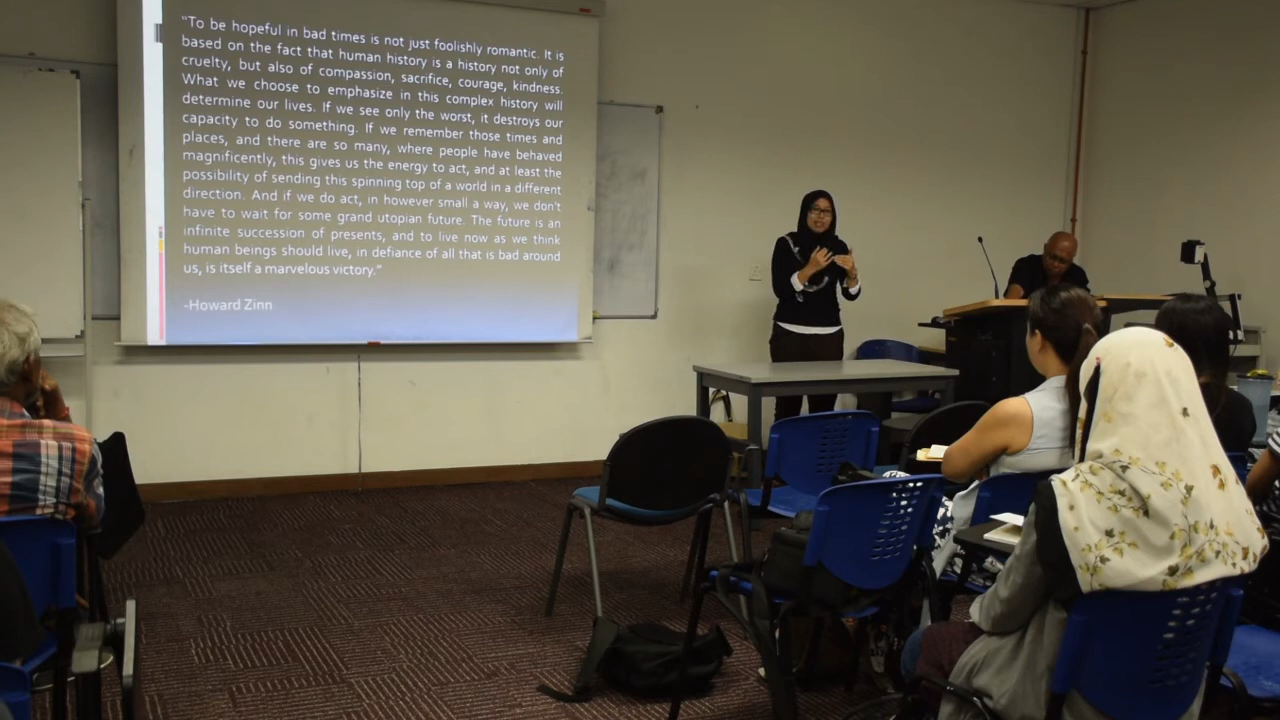 “To be hopeful in bad times is not just foolishly romantic. It is
based on the fact that human history is a history not only of
cruelty, but also of compassion, sacrifice, courage, kindness.
What we choose to emphasize in this complex history will
determine our lives. If we see only the worst, it destroys our
capacity to do something. If we remember those times and
places, and there are so many, where people have behaved
magnificently, this gives us the energy to act, and at least the
possibility of sending this spinning top of a world in a different
direction. And if we do act, in however small a way, we don't
have to wait for some grand utopian future. The future is an
infinite succession of presents, and to live now as we think
human beings should live, in defiance of all that is bad around
us, is itself a marvelous victory.”
-Howard Zinn